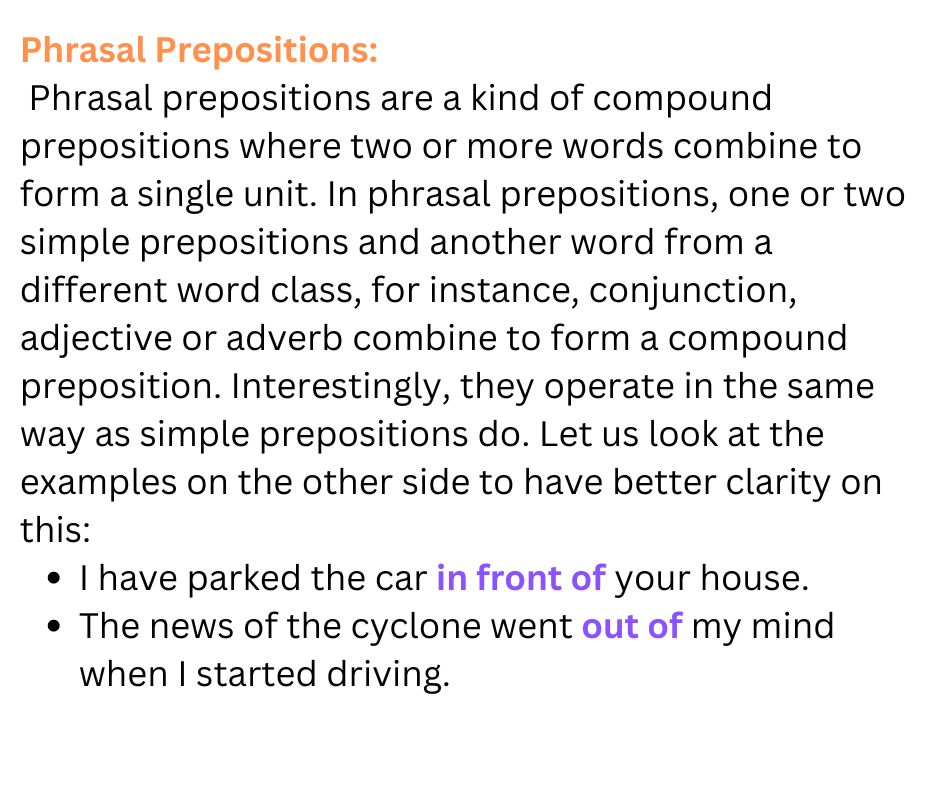 Phrasal Prepositions:
Phrasal prepositions are a kind of compound
prepositions where two or more words combine to
form a single unit. In phrasal prepositions, one or two
simple prepositions and another word from a
different word class, for instance, conjunction,
adjective or adverb combine to form a compound
preposition. Interestingly, they operate in the same
way as simple prepositions do. Let us look at the
examples on the other side to have better clarity on
this:
• I have parked the car in front of your house.
• The news of the cyclone went out of my mind
when I started driving.